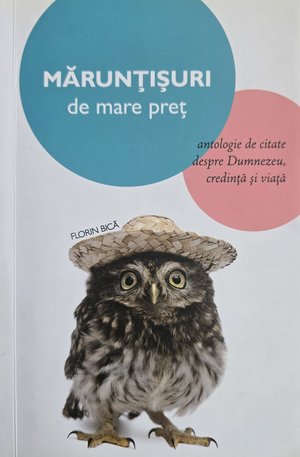 MĂRUNȚIȘURI
de mare preț
antologie de citate
despre Dumnezeu,
credință și viață
FLORIN BICĂ